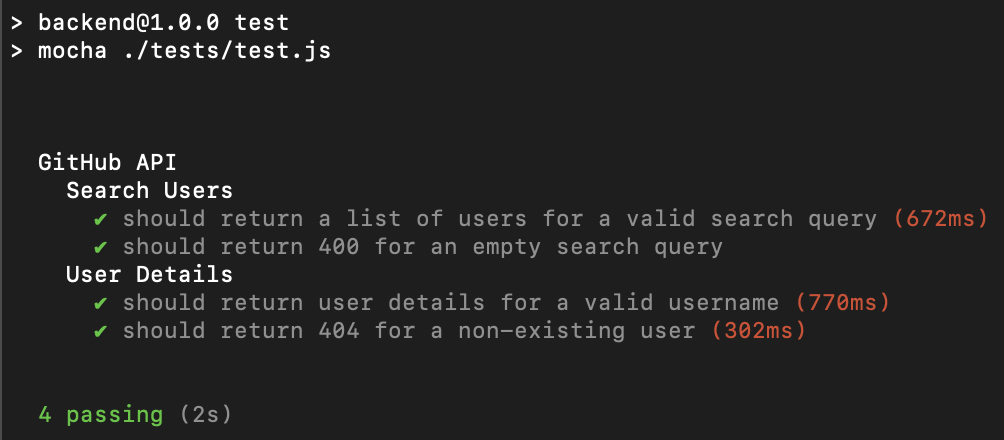 > backend@1.0.0 test
> mocha ./tests/test.js
GitHub API
Search Users
✔ should return a list of users for a valid search query (672ms)
✔ should return 400 for an empty search query
User Details
✔ should return user details for a valid username (770ms)
✔ should return 404 for a non-existing user (302ms)
4 passing (2s)